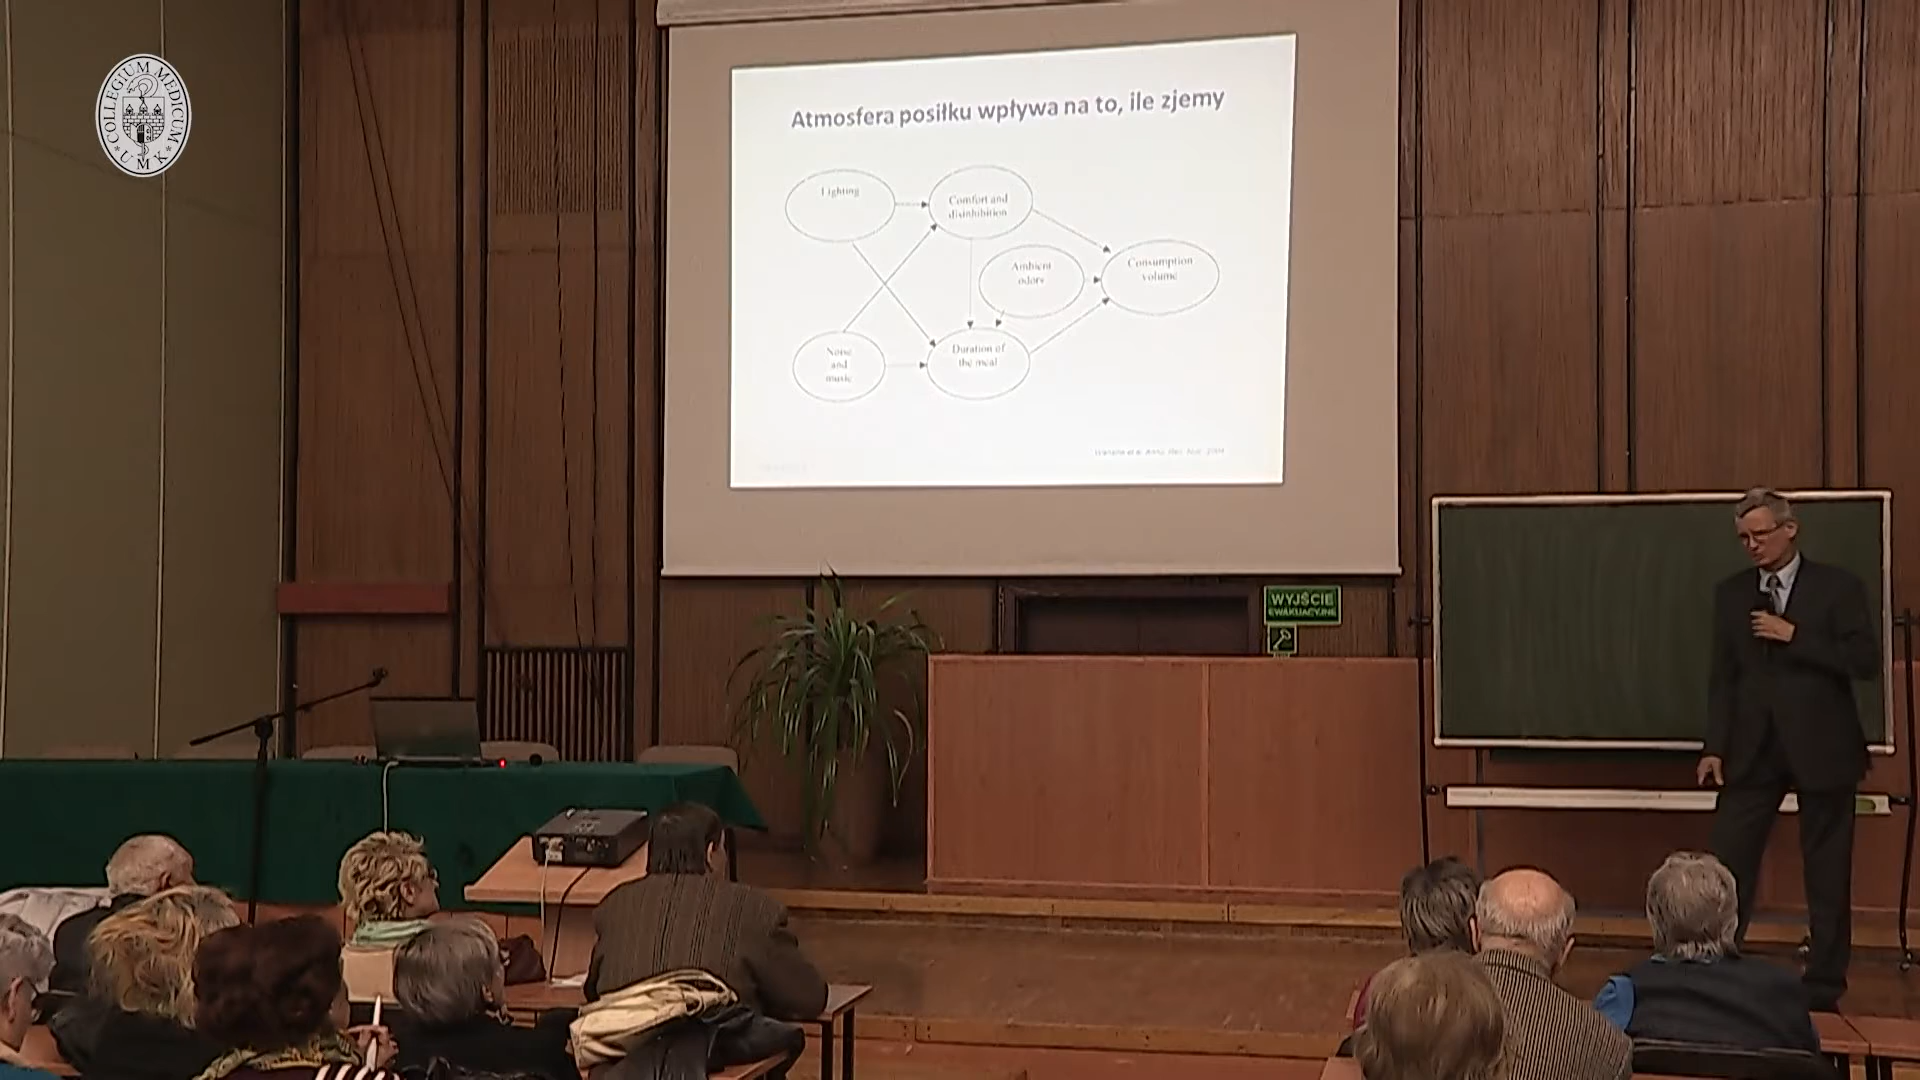 COLLEGIUM MEDICUM
* UMK *
Atmosfera posiłku wpływa na to, ile zjemy
Lighting
Comfort and
disinhibition
Ambient
odors
Consumption
volume
Noise
and
music
Duration of
the meal
WYJŚCIE
EWAKUACYJNE